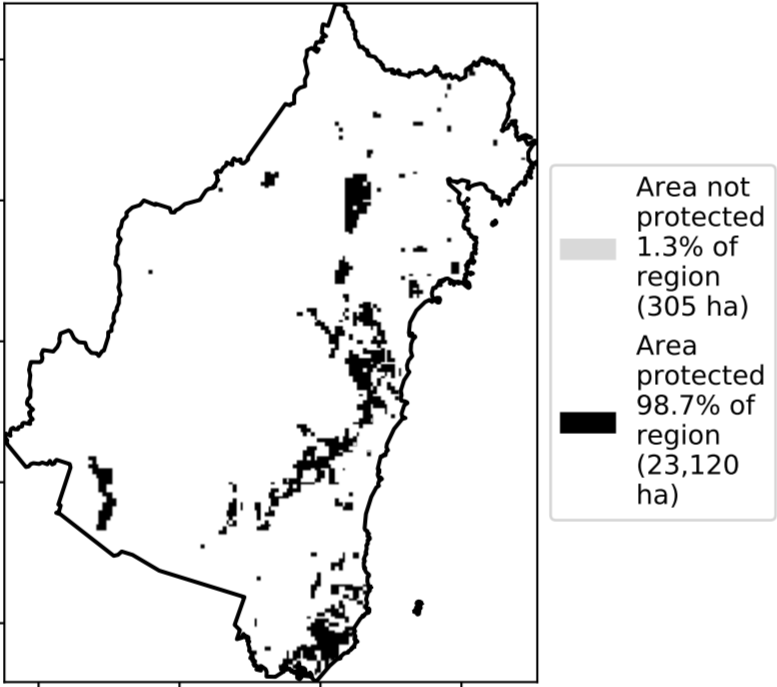 Area not
protected
1.3% of
region
(305 ha)
Area
protected
98.7% of
region
(23,120
ha)